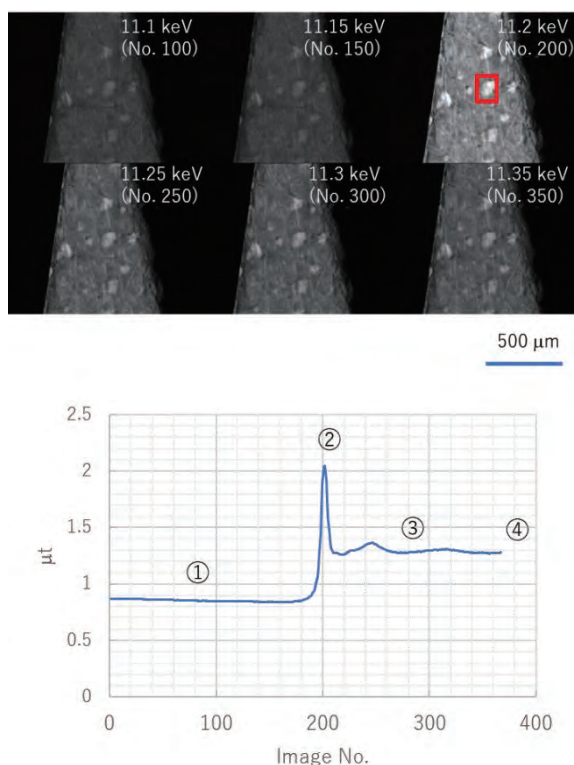 11.1 keV
(No. 100)
11.15 keV
(No. 150)
11.2 keV
(No. 200)
11.25 keV
(No. 250)
11.3 keV
(No. 300)
11.35 keV
(No. 350)
500 μm
2.5
2
1.5
1
0.5
0
μt
①
②
③
④
0
100
200
300
400
Image No.